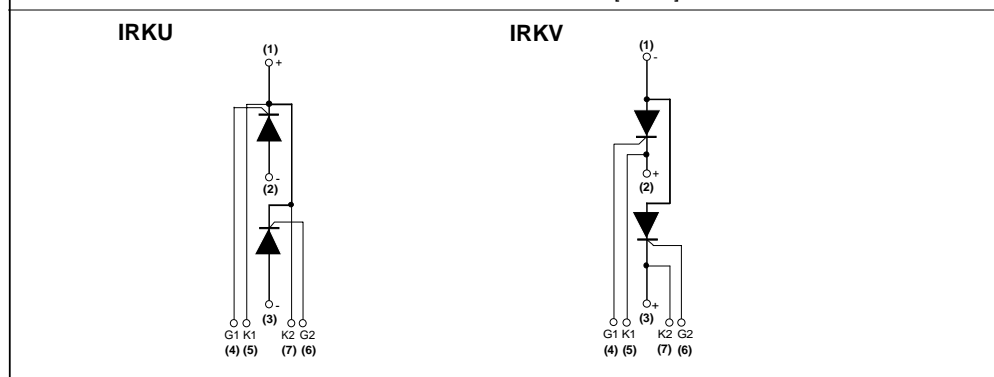 IRKU
(1)
+
-
(2)
-
(3)
G1 K1 K2 G2
(4) (5) (7) (6)
IRKV
(1)
-
+
(2)
+
(3)
G1 K1 K2 G2
(4) (5) (7) (6)